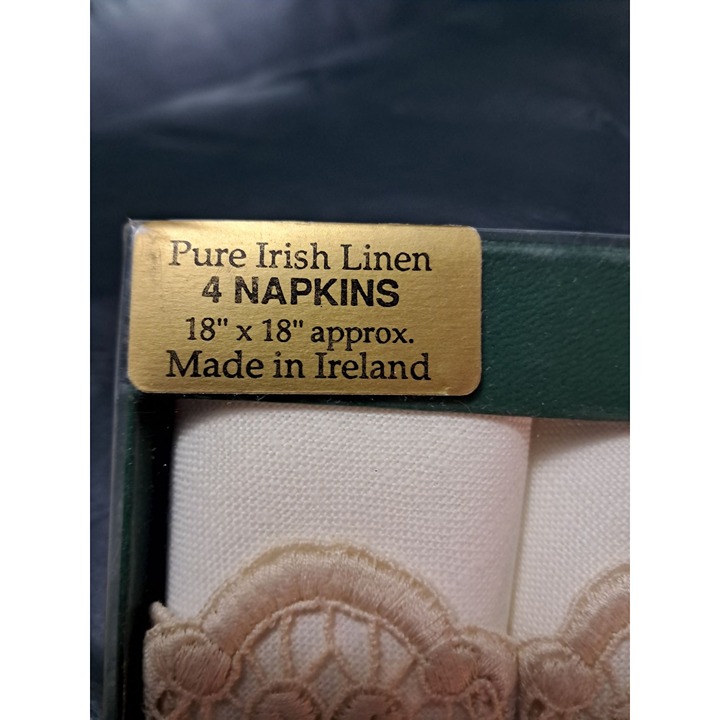 Pure Irish Linen
4 NAPKINS
18" x 18" approx.
Made in Ireland